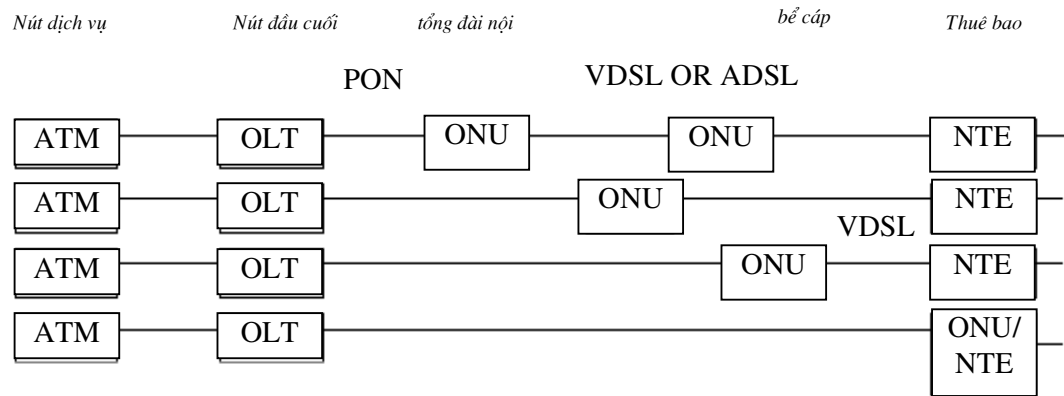 Nút dịch vụ Nút đầu cuối tổng đài nội bể cáp Thuê bao
PON VDSL OR ADSL
ATM OLT ONU ONU NTE
ATM OLT ONU NTE
VDSL
ATM OLT ONU NTE
ATM OLT ONU/
NTE